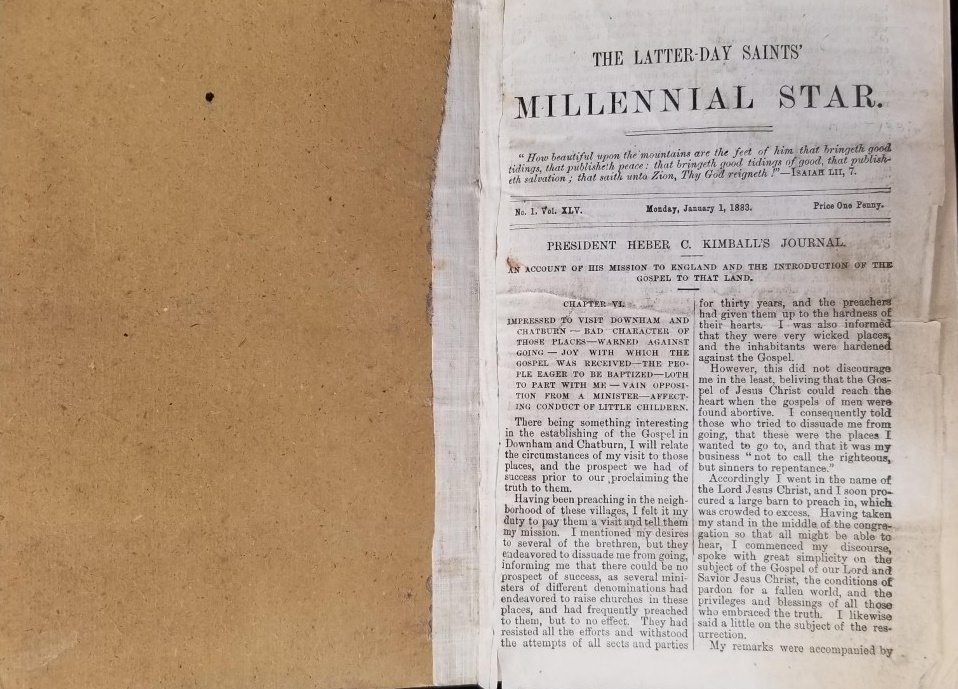 THE LATTER-DAY SAINTS'
MILLENNIAL STAR.
"How beautiful upon the mountains are the feet of him that bringeth good
tidings, that publisheth peace: that bringeth good tidings of good, that publish-
eth salvation; that saith unto Zion, Thy God reigneth!"—ISAIAH LII, 7.
No. 1. Vol. XLV. Monday, January 1, 1883. Price One Penny.
PRESIDENT HEBER C. KIMBALL'S JOURNAL.
AN ACCOUNT OF HIS MISSION TO ENGLAND AND THE INTRODUCTION OF THE
GOSPEL TO THAT LAND.
CHAPTER VI.
IMPRESSED TO VISIT DOWNHAM AND
CHATBURN — BAD CHARACTER OF
THOSE PLACES—WARNED AGAINST
GOING — JOY WITH WHICH THE
GOSPEL WAS RECEIVED—THE PEO-
PLE EAGER TO BE BAPTIZED—LOTH
TO PART WITH ME — VAIN OPPOSI-
TION FROM A MINISTER—AFFECT-
ING CONDUCT OF LITTLE CHILDREN.
There being something interesting
in the establishing of the Gospel in
Downham and Chatburn, I will relate
the circumstances of my visit to those
places, and the prospect we had of
success prior to our proclaiming the
truth to them.
Having been preaching in the neigh-
borhood of these villages, I felt it my
duty to pay them a visit and tell them
my mission. I mentioned my desires
to several of the brethren, but they
endeavored to dissuade me from going,
informing me that there could be no
prospect of success, as several mini-
sters of different denominations had
endeavored to raise churches in these
places, and had frequently preached
to them, but to no effect. They had
resisted all the efforts and withstood
the attempts of all sects and parties
for thirty years, and the preachers
had given them up to the hardness of
their hearts. I was also informed
that they were very wicked places,
and the inhabitants were hardened
against the Gospel.
However, this did not discourage
me in the least, beliving that the Gos-
pel of Jesus Christ could reach the
heart when the gospels of men were
found abortive. I consequently told
those who tried to dissuade me from
going, that these were the places I
wanted to go to, and that it was my
business "not to call the righteous,
but sinners to repentance."
Accordingly I went in the name of
the Lord Jesus Christ, and I soon pro-
cured a large barn to preach in, which
was crowded to excess. Having taken
my stand in the middle of the congre-
gation so that all might be able to
hear, I commenced my discourse,
spoke with great simplicity on the
subject of the Gospel of our Lord and
Savior Jesus Christ, the conditions of
pardon for a fallen world, and the
privileges and blessings of all those
who embraced the truth. I likewise
said a little on the subject of the res-
urrection.
My remarks were accompanied by